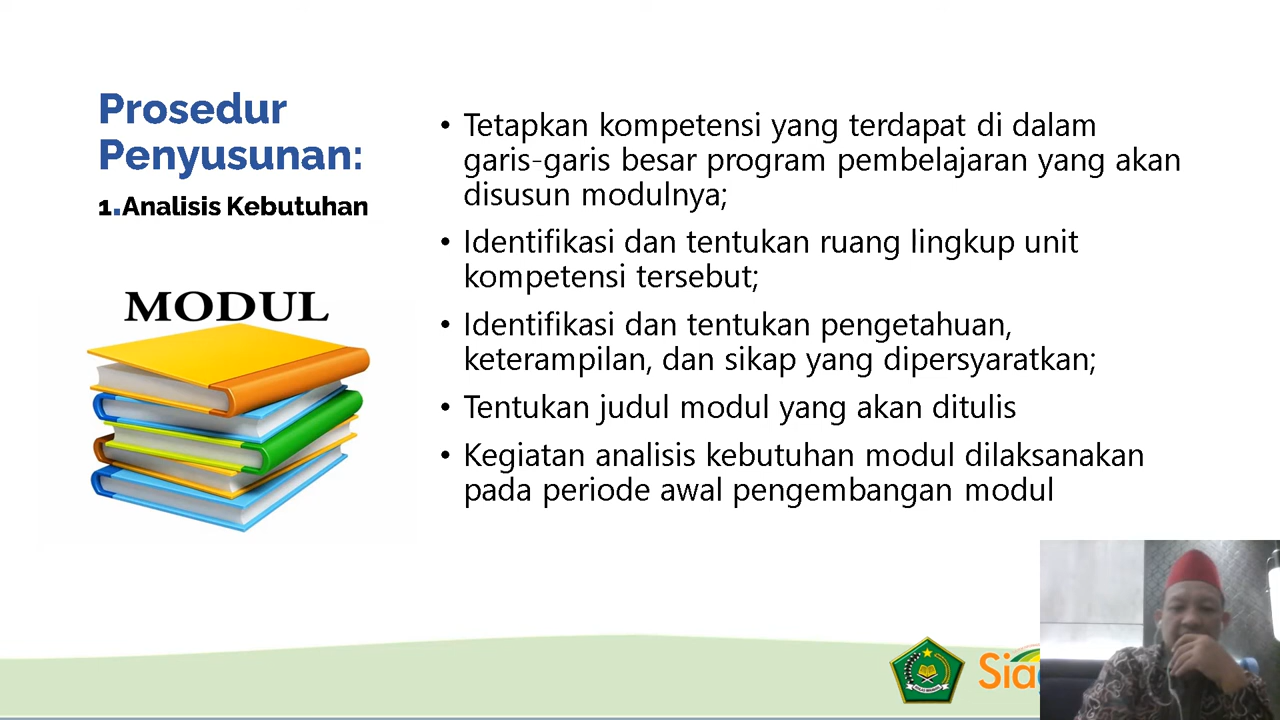 Prosedur
Penyusunan:
1.Analisis Kebutuhan
MODUL
• Tetapkan kompetensi yang terdapat di dalam
garis-garis besar program pembelajaran yang akan
disusun modulnya;
• Identifikasi dan tentukan ruang lingkup unit
kompetensi tersebut;
• Identifikasi dan tentukan pengetahuan,
keterampilan, dan sikap yang dipersyaratkan;
• Tentukan judul modul yang akan ditulis
• Kegiatan analisis kebutuhan modul dilaksanakan
pada periode awal pengembangan modul